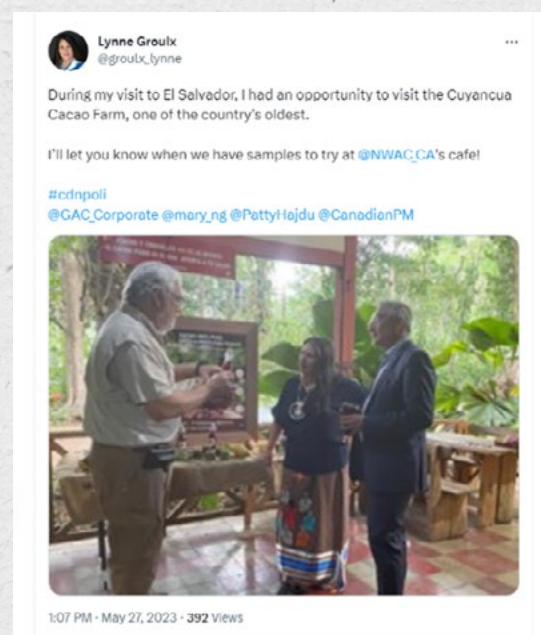 Lynne Groulx
@groulx_lynne
During my visit to El Salvador, I had an opportunity to visit the Cuyancua
Cacao Farm, one of the country's oldest.
I'll let you know when we have samples to try at @NWAC_CA's cafe!
#cdnpoli
@GAC_Corporate @mary_ng @PattyHajdu @CanadianPM
1:07 PM · May 27, 2023 · 392 Views